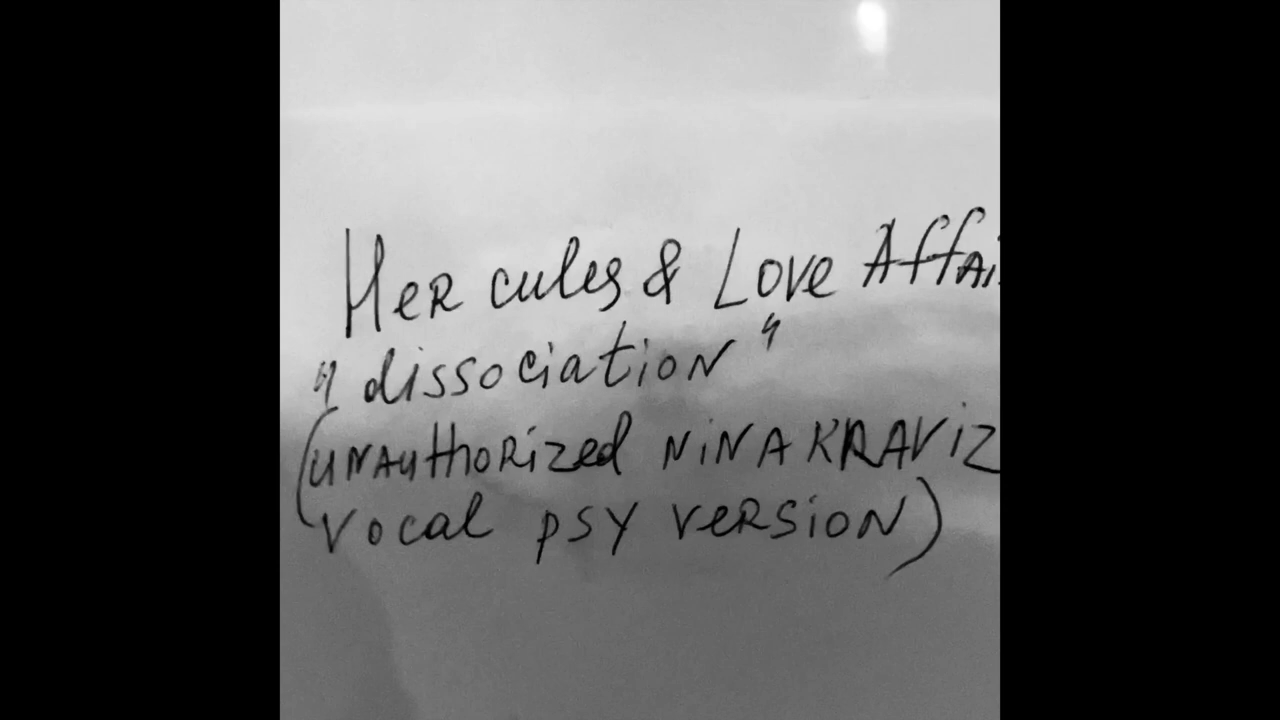 Hercules & Love Affai
"dissociation"
(UNAuthoRized NiNA KRAViZ
Vocal psy veRsioN)